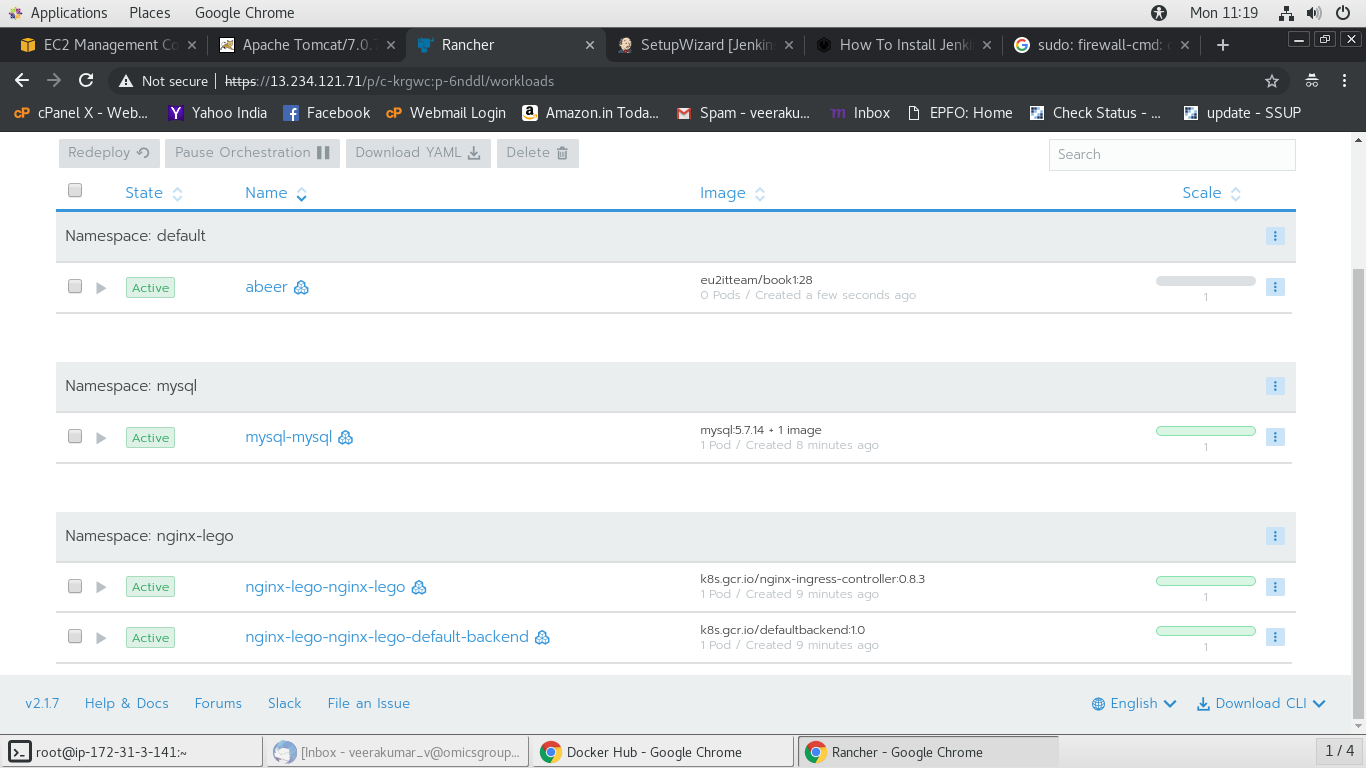 Applications Places Google Chrome Mon 11:19
EC2 Management Co Apache Tomcat/7.0.7 Rancher SetupWizard [Jenkin How To Install Jenki sudo: firewall-cmd: c
Not secure https://13.234.121.71/p/c-krgwc:p-6nddl/workloads
cP cPanel X - Web... Yahoo India Facebook cP Webmail Login Amazon.in Toda... Spam - veeraku... Inbox EPFO: Home Check Status - ... update - SSUP
Redeploy Pause Orchestration Download YAML Delete Search
State Name Image Scale
Namespace: default
Active abeer eu2itteam/book1:28
0 Pods / Created a few seconds ago 1
Namespace: mysql
Active mysql-mysql mysql:5.7.14 + 1 image
1 Pod / Created 8 minutes ago 1
Namespace: nginx-lego
Active nginx-lego-nginx-lego k8s.gcr.io/nginx-ingress-controller:0.8.3
1 Pod / Created 9 minutes ago 1
Active nginx-lego-nginx-lego-default-backend k8s.gcr.io/defaultbackend:1.0
1 Pod / Created 9 minutes ago 1
v2.1.7 Help & Docs Forums Slack File an Issue English Download CLI
root@ip-172-31-3-141:~ [Inbox - veerakumar_v@omicsgroup... Docker Hub - Google Chrome Rancher - Google Chrome 1 / 4